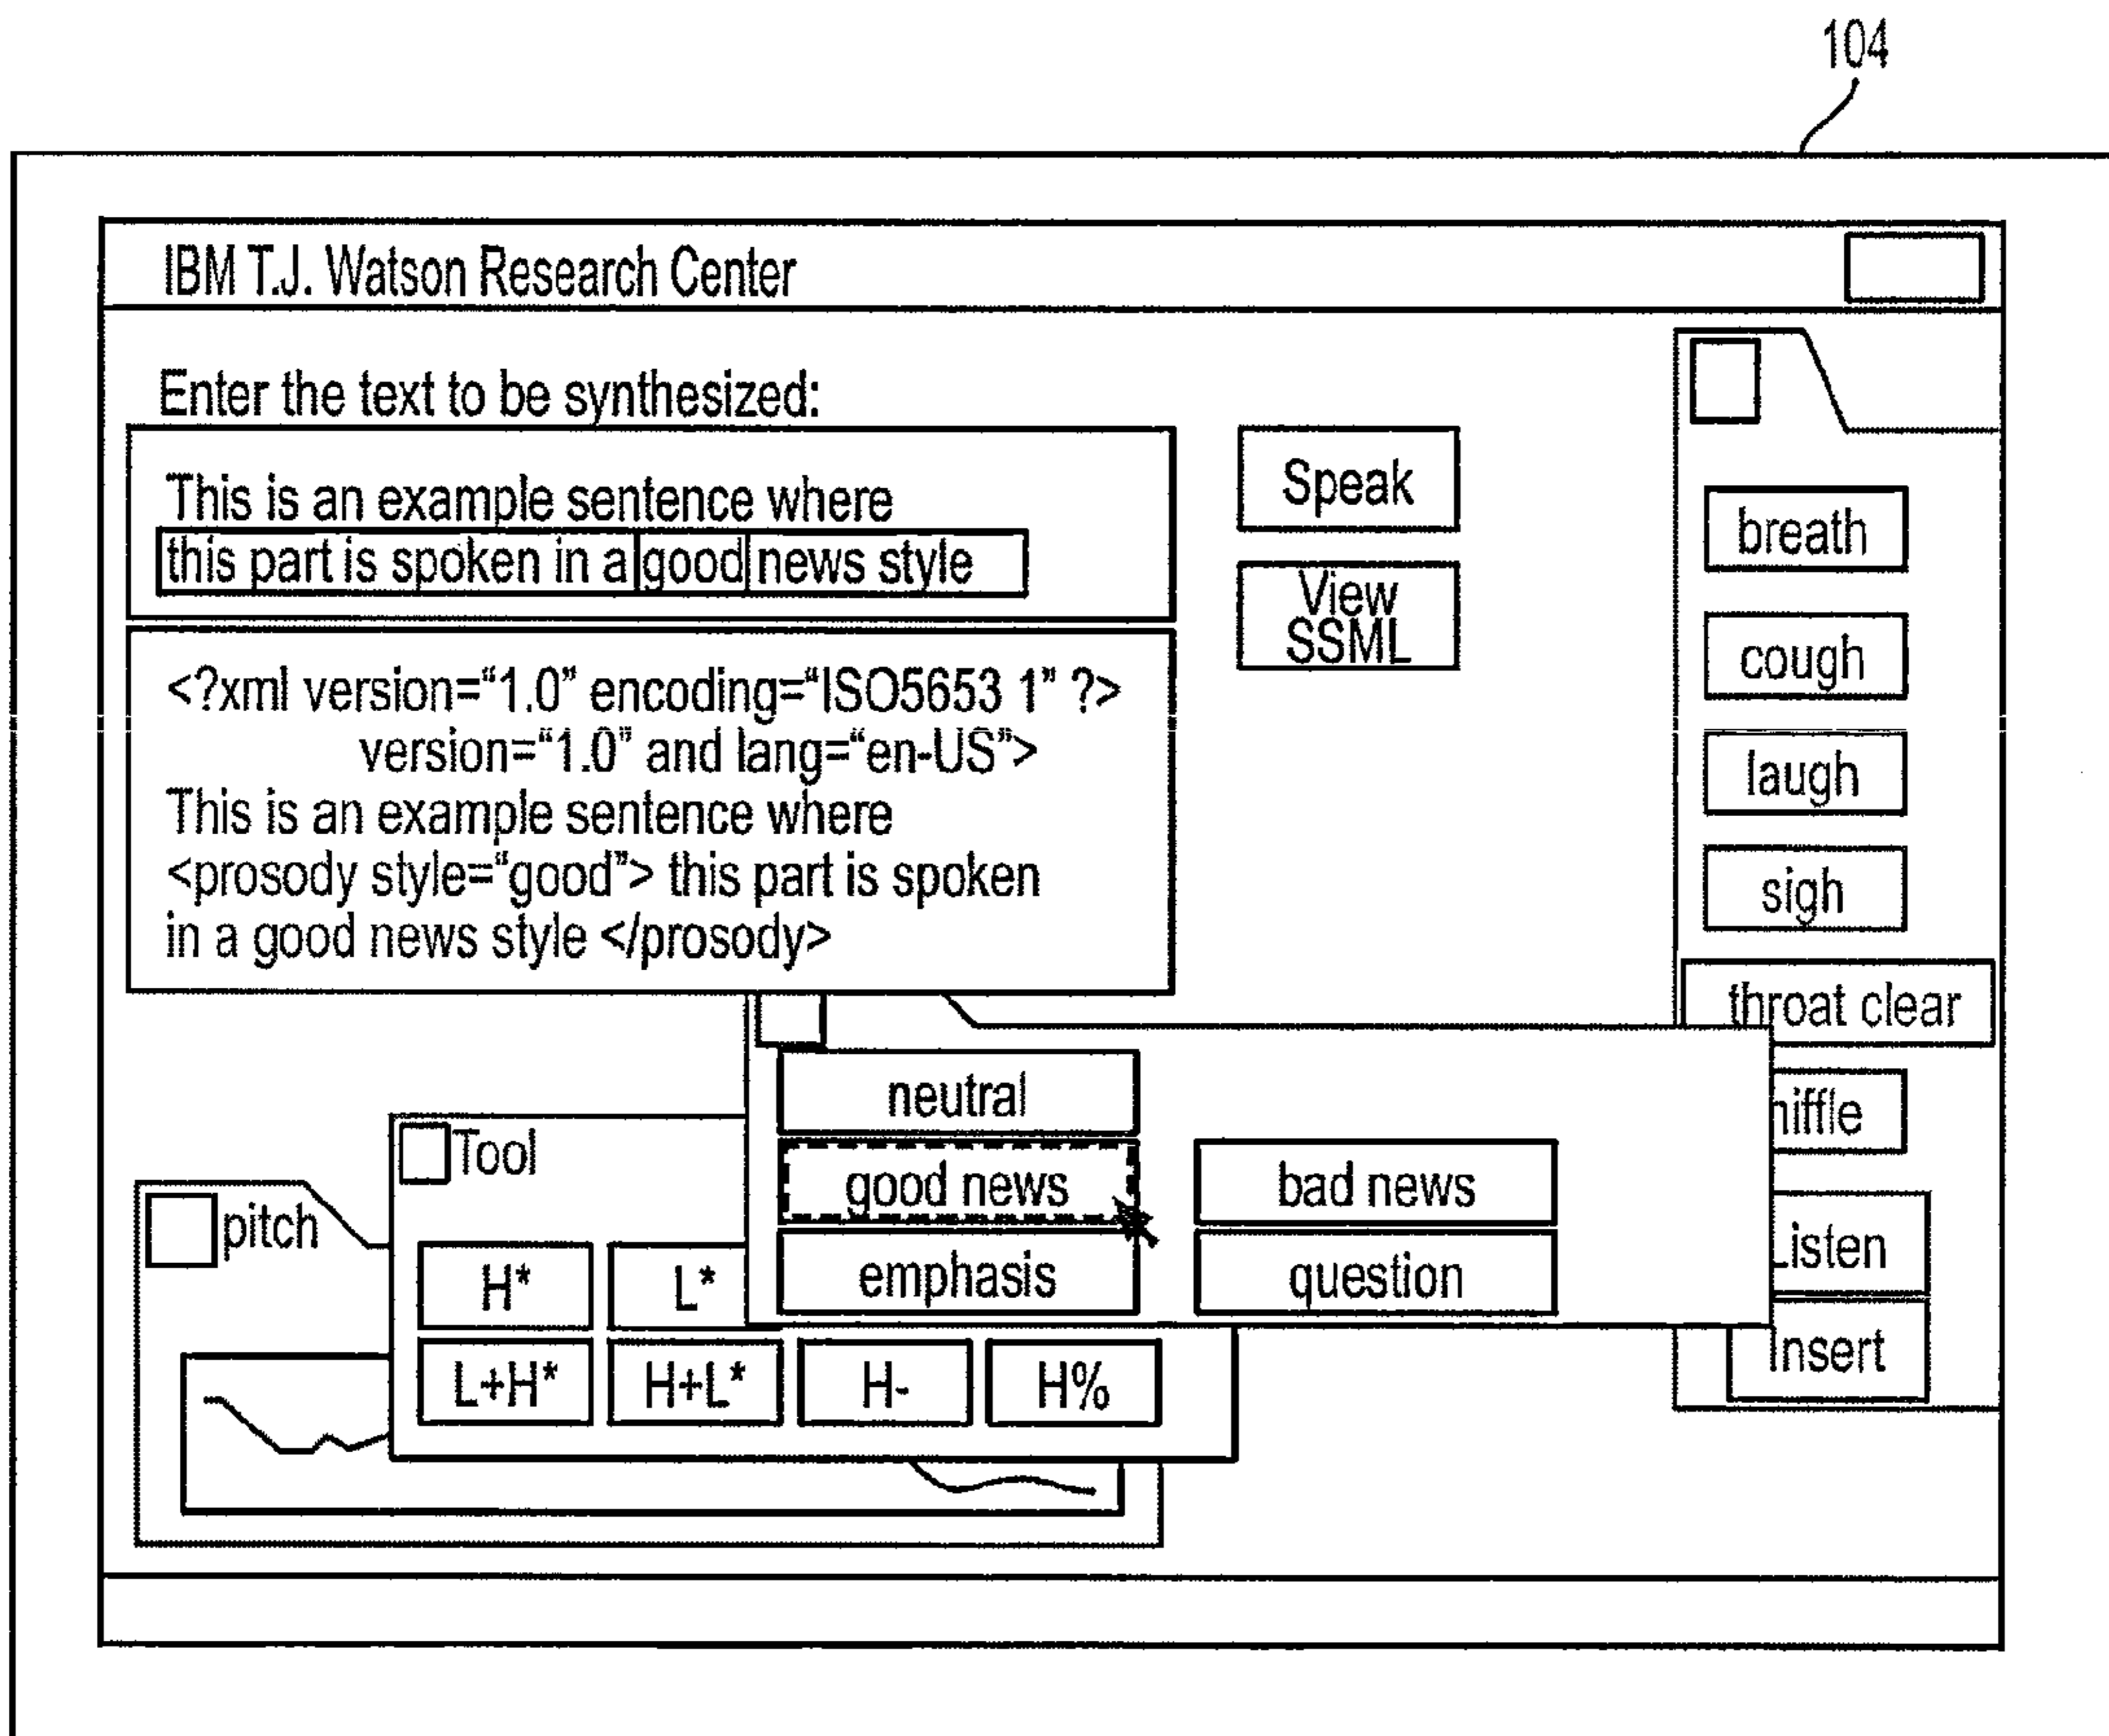 104
IBM T.J. Watson Research Center
Enter the text to be synthesized:
This is an example sentence where
this part is spoken in a good news style
Speak
View
SSML
<?xml version=“1.0” encoding=“ISO5653 1” ?>
version=“1.0” and lang=“en-US”>
This is an example sentence where
<prosody style=“good”> this part is spoken
in a good news style </prosody>
breath
cough
laugh
sigh
throat clear
niffle
Listen
Insert
neutral
good news
bad news
emphasis
question
Tool
H*
L*
L+H*
H+L*
H-
H%
pitch